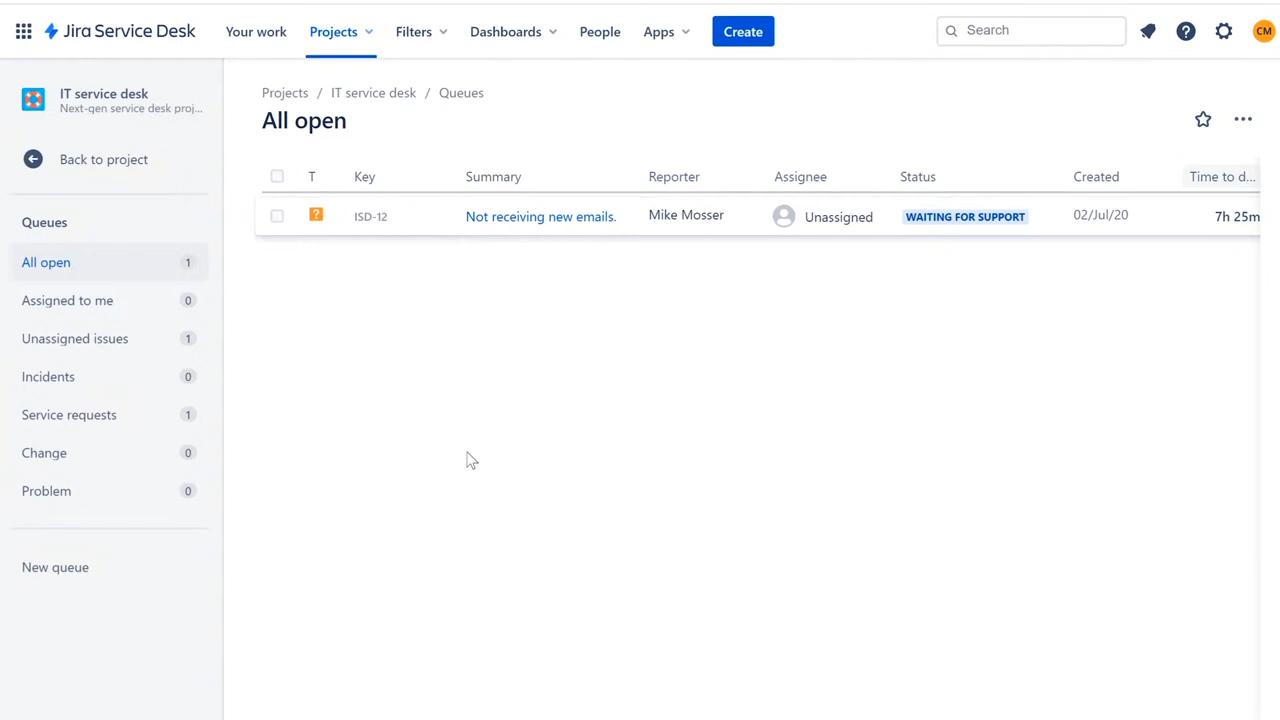 Jira Service Desk
Your work
Projects
Filters
Dashboards
People
Apps
Create
Search
CM
IT service desk
Next-gen service desk proj...
Back to project
Queues
All open 1
Assigned to me 0
Unassigned issues 1
Incidents 0
Service requests 1
Change 0
Problem 0
New queue
Projects / IT service desk / Queues
All open
T Key Summary Reporter Assignee Status Created Time to d...
? ISD-12 Not receiving new emails. Mike Mosser Unassigned WAITING FOR SUPPORT 02/Jul/20 7h 25m